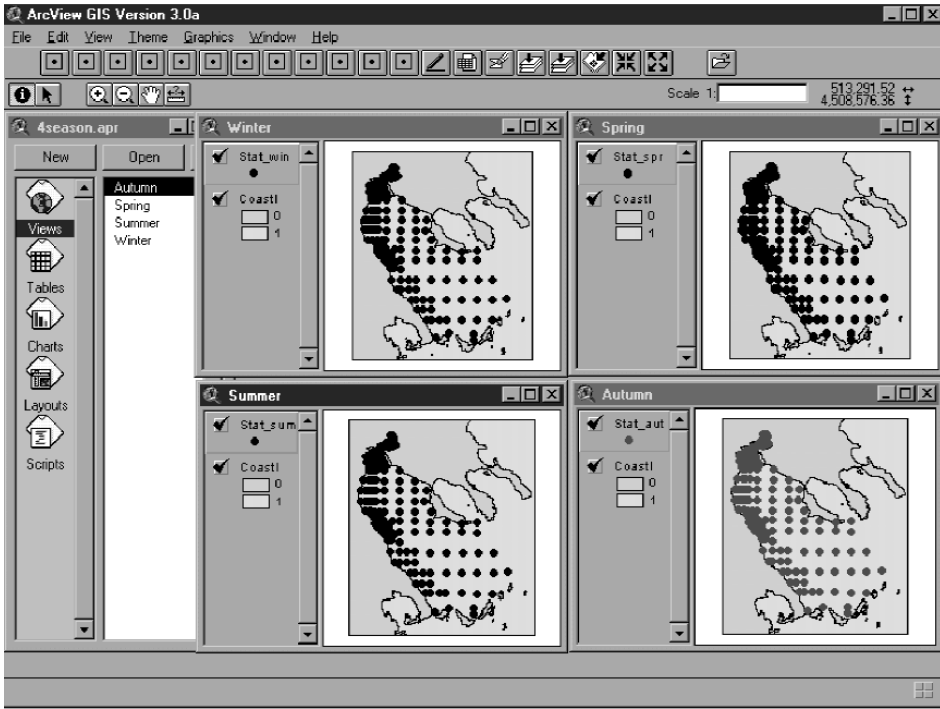 ArcView GIS Version 3.0a
File Edit View Theme Graphics Window Help
Scale 1:
513,291.52
4,508,576.36
4season.apr
New Open
Views
Tables
Charts
Layouts
Scripts
Autumn
Spring
Summer
Winter
Winter
Stat_win
Coastl
0
1
Spring
Stat_spr
Coastl
0
1
Summer
Stat_sum
Coastl
0
1
Autumn
Stat_aut
Coastl
0
1